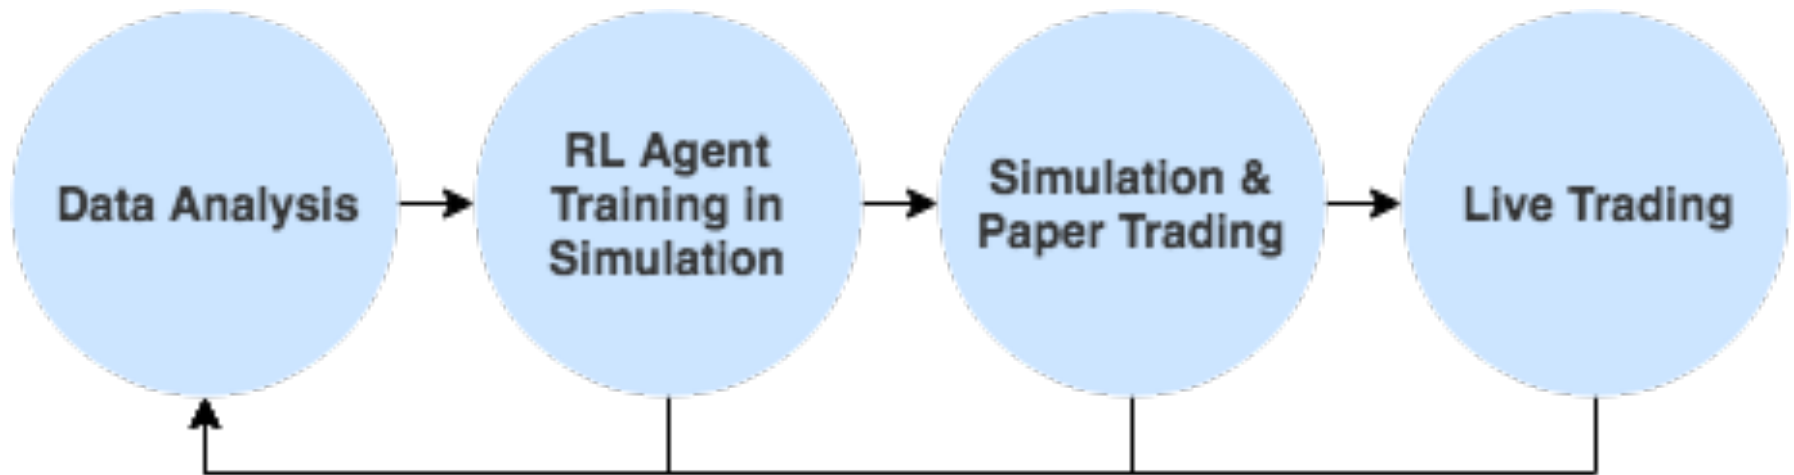 Data Analysis
RL Agent
Training in
Simulation
Simulation &
Paper Trading
Live Trading